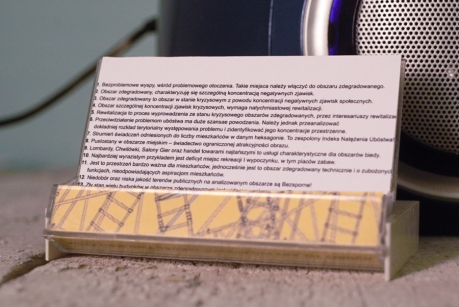 1. Bezproblemowe wyspy, wśród problemowego otoczenia. Takie miejsca należy włączyć do obszaru zdegradowanego.
2. Obszar zdegradowany, charakteryzują się szczególną koncentracją negatywnych zjawisk.
3. Obszar zdegradowany to obszar w stanie kryzysowym z powodu koncentracji negatywnych zjawisk społecznych.
4. Obszar szczególnej koncentracji zjawisk kryzysowych, wymaga natychmiastowej rewitalizacji.
5. Rewitalizacja to proces wyprowadzenia ze stanu kryzysowego obszarów zdegradowanych, przez interesariuszy rewitalizacji
6. Przeciwdziałanie problemom ubóstwa ma duże szanse powodzenia. Należy jednak przeanalizować
dokładniej rozkład terytorialny występowania problemu i zidentyfikować jego koncentracje przestrzenne.
7. Strumień świadczeń odniesionych do liczby mieszkańców w danym heksagonie. To zespolony Indeks Natężenia Ubóstwa
8. Pustostany w obszarze miejskim – świadectwo ograniczonej atrakcyjności obrazu.
9. Lombardy, Chwilówki, Salony Gier oraz handel towarami najtańszymi to usługi charakterystyczne dla obszarów biedy.
10. Najbardziej wyrazistym przykładem jest deficyt miejsc rekreacji i wypoczynku, w tym placów zabaw.
11. Jest to przestrzeń bardzo ważna dla mieszkańców, jednocześnie jest to obszar zdegradowany technicznie i o zubożonych
funkcjach, nieodpowiadających aspiracjom mieszkańców.
12. Niedobór oraz niska jakość terenów publicznych na analizowanym obszarze są Bezsporne!